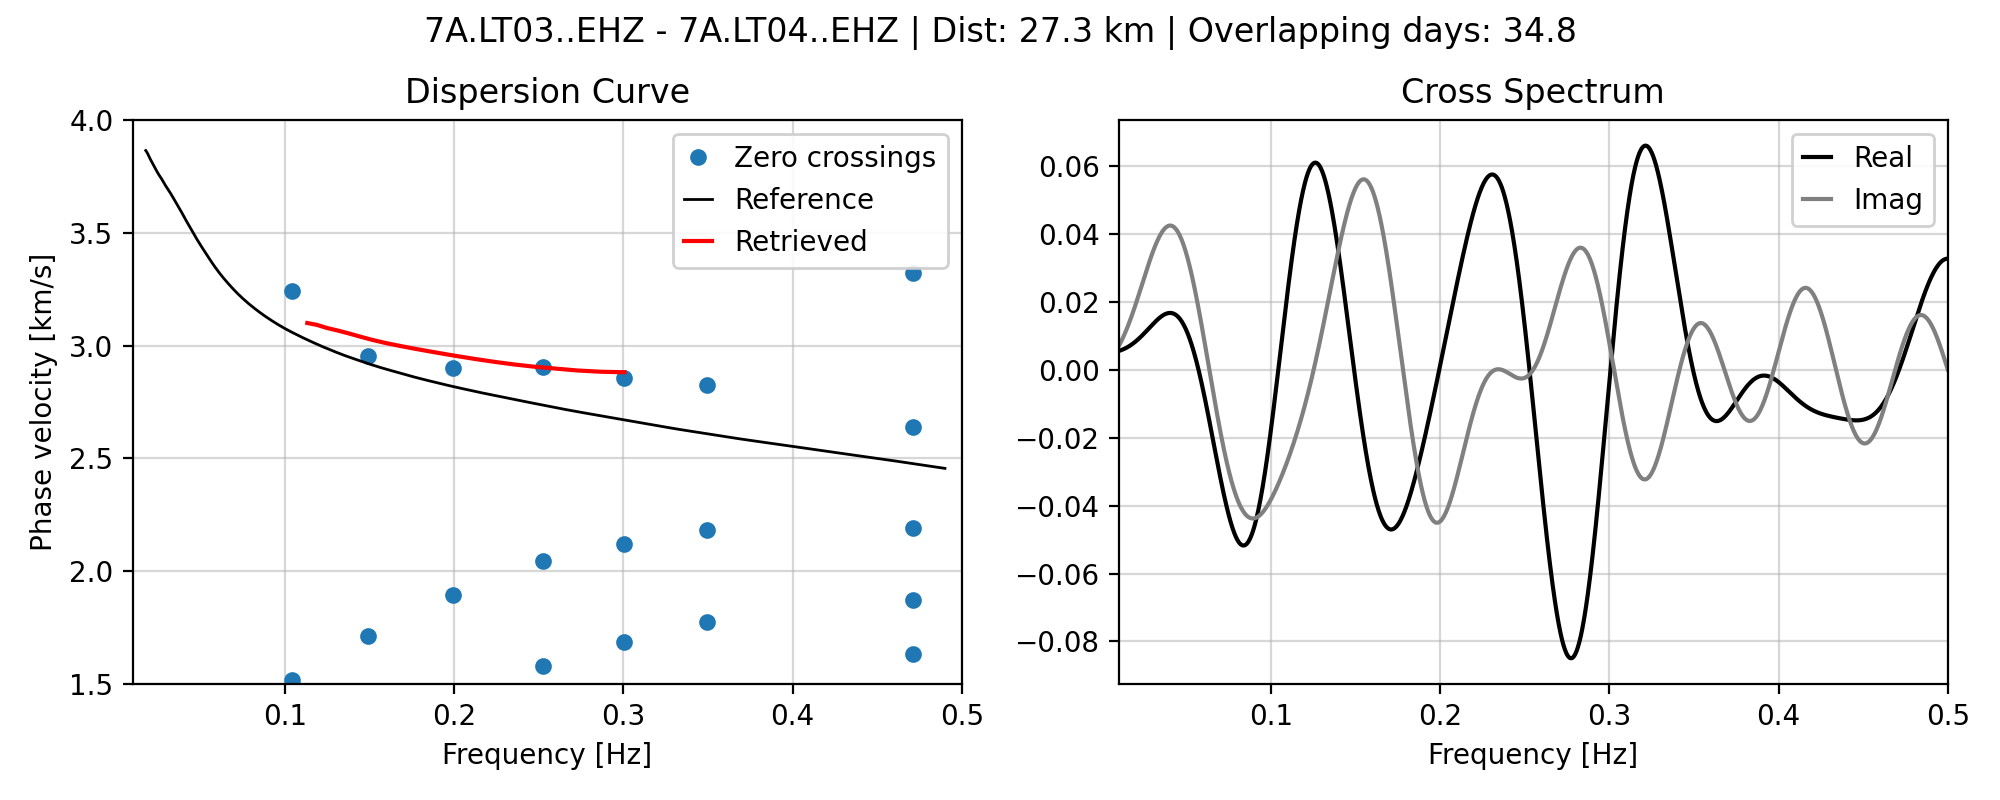 7A.LT03..EHZ - 7A.LT04..EHZ | Dist: 27.3 km | Overlapping days: 34.8
Dispersion Curve
4.0
3.5
3.0
2.5
2.0
1.5
Phase velocity [km/s]
Zero crossings
Reference
Retrieved
0.1
0.2
0.3
0.4
0.5
Frequency [Hz]
Cross Spectrum
0.06
0.04
0.02
0.00
−0.02
−0.04
−0.06
−0.08
Real
Imag
0.1
0.2
0.3
0.4
0.5
Frequency [Hz]